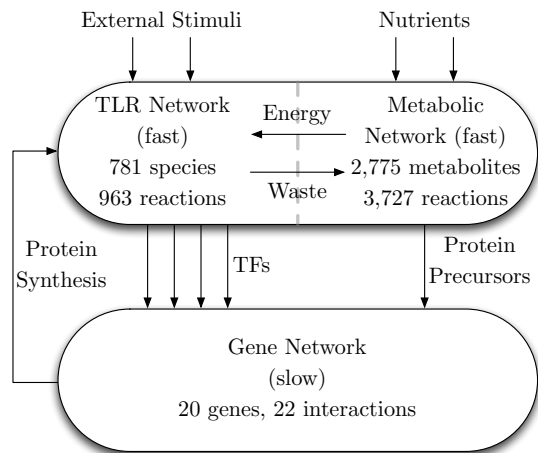 External Stimuli
Nutrients
TLR Network
(fast)
781 species
963 reactions
Energy
Waste
Metabolic
Network (fast)
2,775 metabolites
3,727 reactions
Protein
Synthesis
TFs
Protein
Precursors
Gene Network
(slow)
20 genes, 22 interactions